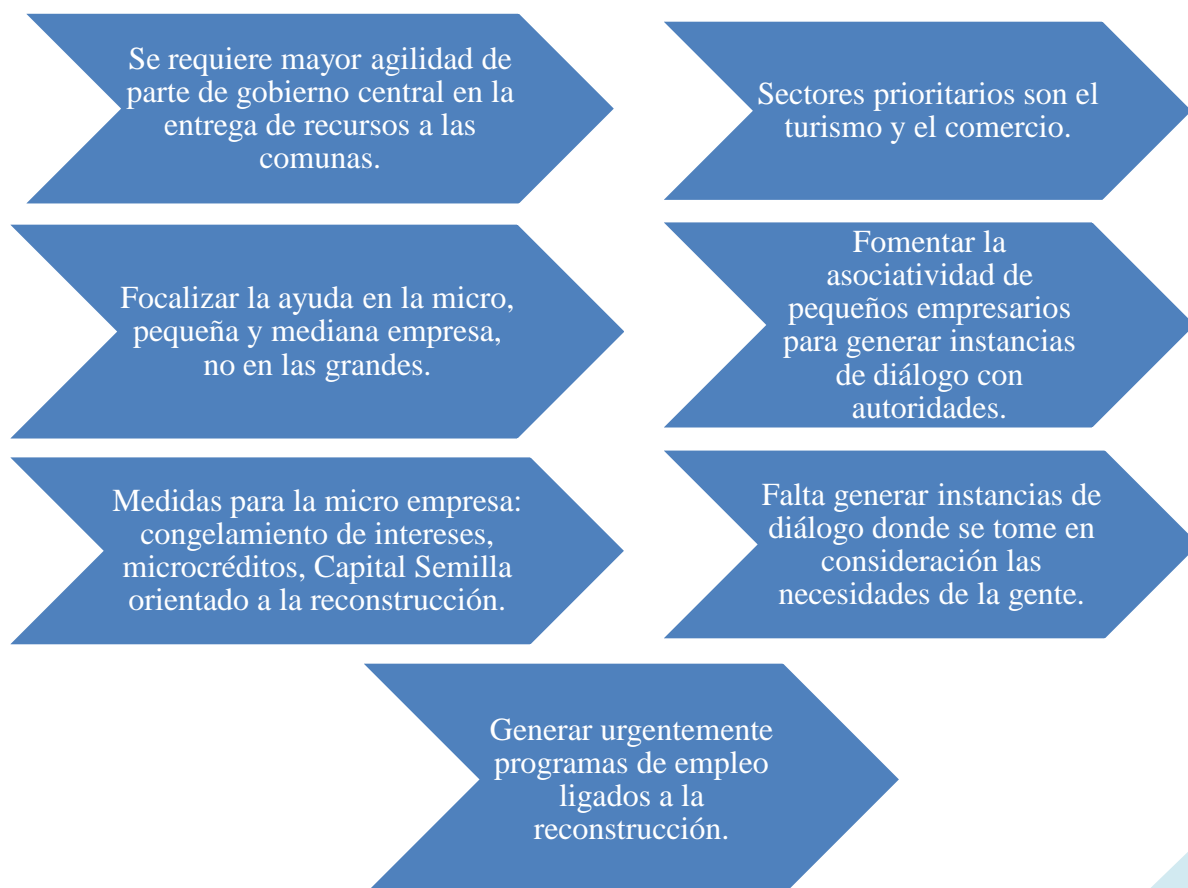 Se requiere mayor agilidad de
parte de gobierno central en la
entrega de recursos a las
comunas.
Sectores prioritarios son el
turismo y el comercio.
Focalizar la ayuda en la micro,
pequeña y mediana empresa,
no en las grandes.
Fomentar la
asociatividad de
pequeños empresarios
para generar instancias
de diálogo con
autoridades.
Medidas para la micro empresa:
congelamiento de intereses,
microcréditos, Capital Semilla
orientado a la reconstrucción.
Falta generar instancias de
diálogo donde se tome en
consideración las
necesidades de la gente.
Generar urgentemente
programas de empleo
ligados a la
reconstrucción.